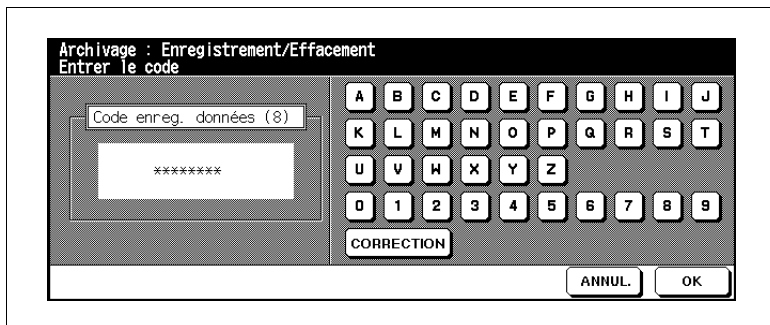 Archivage : Enregistrement/Effacement
Entrer le code
Code enreg. données (8)
********
A B C D E F G H I J
K L M N O P Q R S T
U V W X Y Z
0 1 2 3 4 5 6 7 8 9
CORRECTION
ANNUL. OK